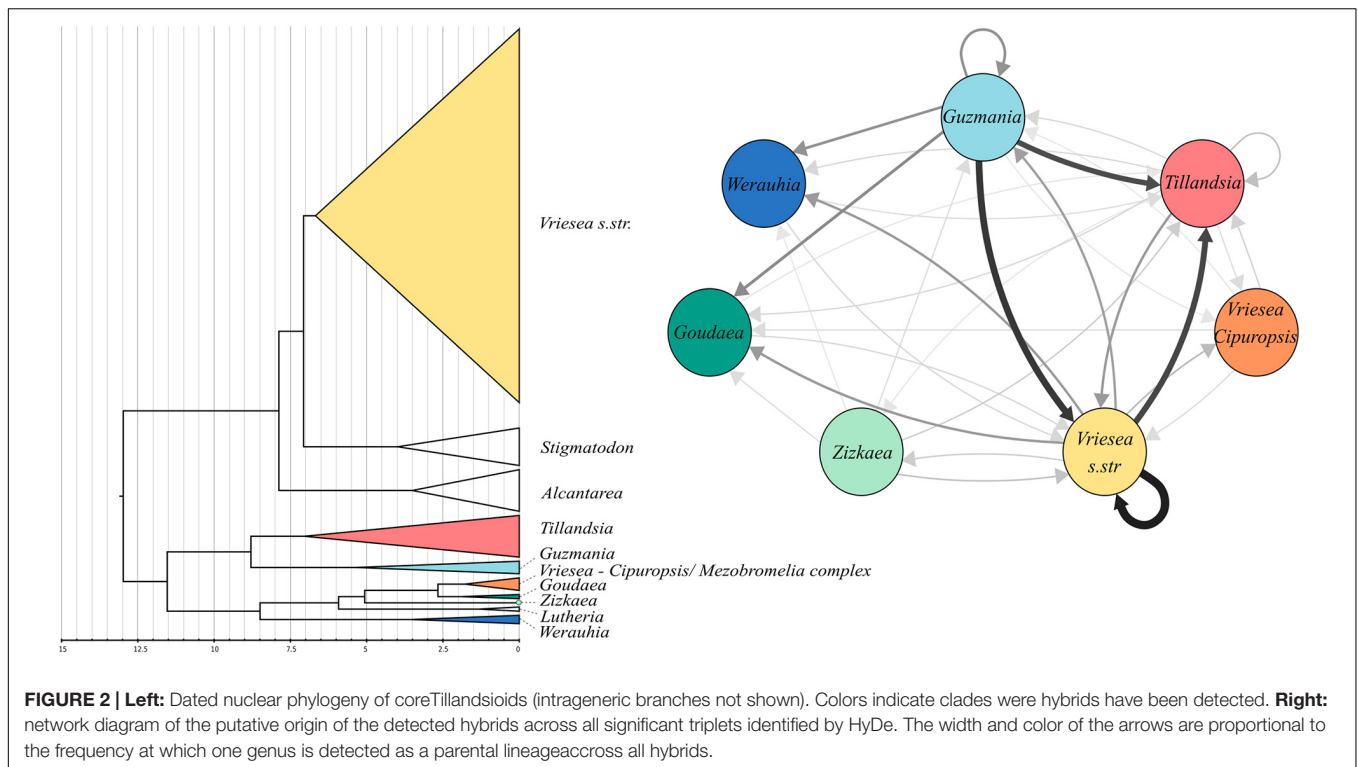 Vriesea s.str.
Stigmatodon
Alcantarea
Tillandsia
Guzmania
Vriesea - Cipuropsis/ Mezobromelia complex
Goudaea
Zizkaea
Lutheria
Werauhia
15 12.5 10 7.5 5 2.5 0
Guzmania
Werauhia
Tillandsia
Goudaea
Vriesea
Cipuropsis
Zizkaea
Vriesea
s.str
FIGURE 2 | Left: Dated nuclear phylogeny of coreTillandsioids (intrageneric branches not shown). Colors indicate clades were hybrids have been detected. Right:
network diagram of the putative origin of the detected hybrids across all significant triplets identified by HyDe. The width and color of the arrows are proportional to
the frequency at which one genus is detected as a parental lineageaccross all hybrids.